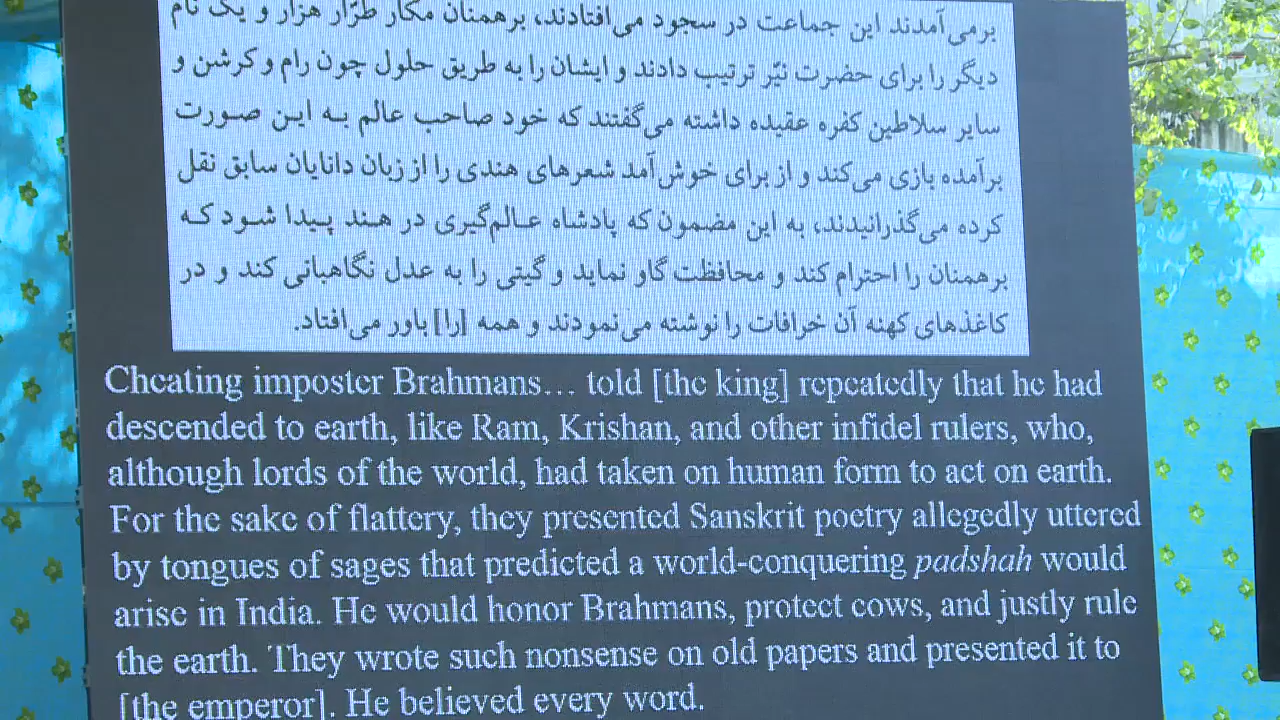 برمی‌آمدند این جماعت در سجود می‌افتادند، برهمنان مکار طرّار هزار و یک نام
دیگر را برای حضرت نیّر ترتیب دادند و ایشان را به طریق حلول چون رام و کرشن و
سایر سلاطین کفره عقیده داشته می‌گفتند که خود صاحب عالم به این صورت
برآمده بازی می‌کند و از برای خوش‌آمد شعرهای هندی را از زبان دانایان سابق نقل
کرده می‌گذرانیدند، به این مضمون که پادشاه عالم‌گیری در هند پیدا شود که
برهمنان را احترام کند و محافظت گاو نماید و گیتی را به عدل نگاهبانی کند و در
کاغذهای کهنه آن خرافات را نوشته می‌نمودند و همه [را] باور می‌افتاد.
Cheating imposter Brahmans… told [the king] repeatedly that he had
descended to earth, like Ram, Krishan, and other infidel rulers, who,
although lords of the world, had taken on human form to act on earth.
For the sake of flattery, they presented Sanskrit poetry allegedly uttered
by tongues of sages that predicted a world-conquering padshah would
arise in India. He would honor Brahmans, protect cows, and justly rule
the earth. They wrote such nonsense on old papers and presented it to
[the emperor]. He believed every word.